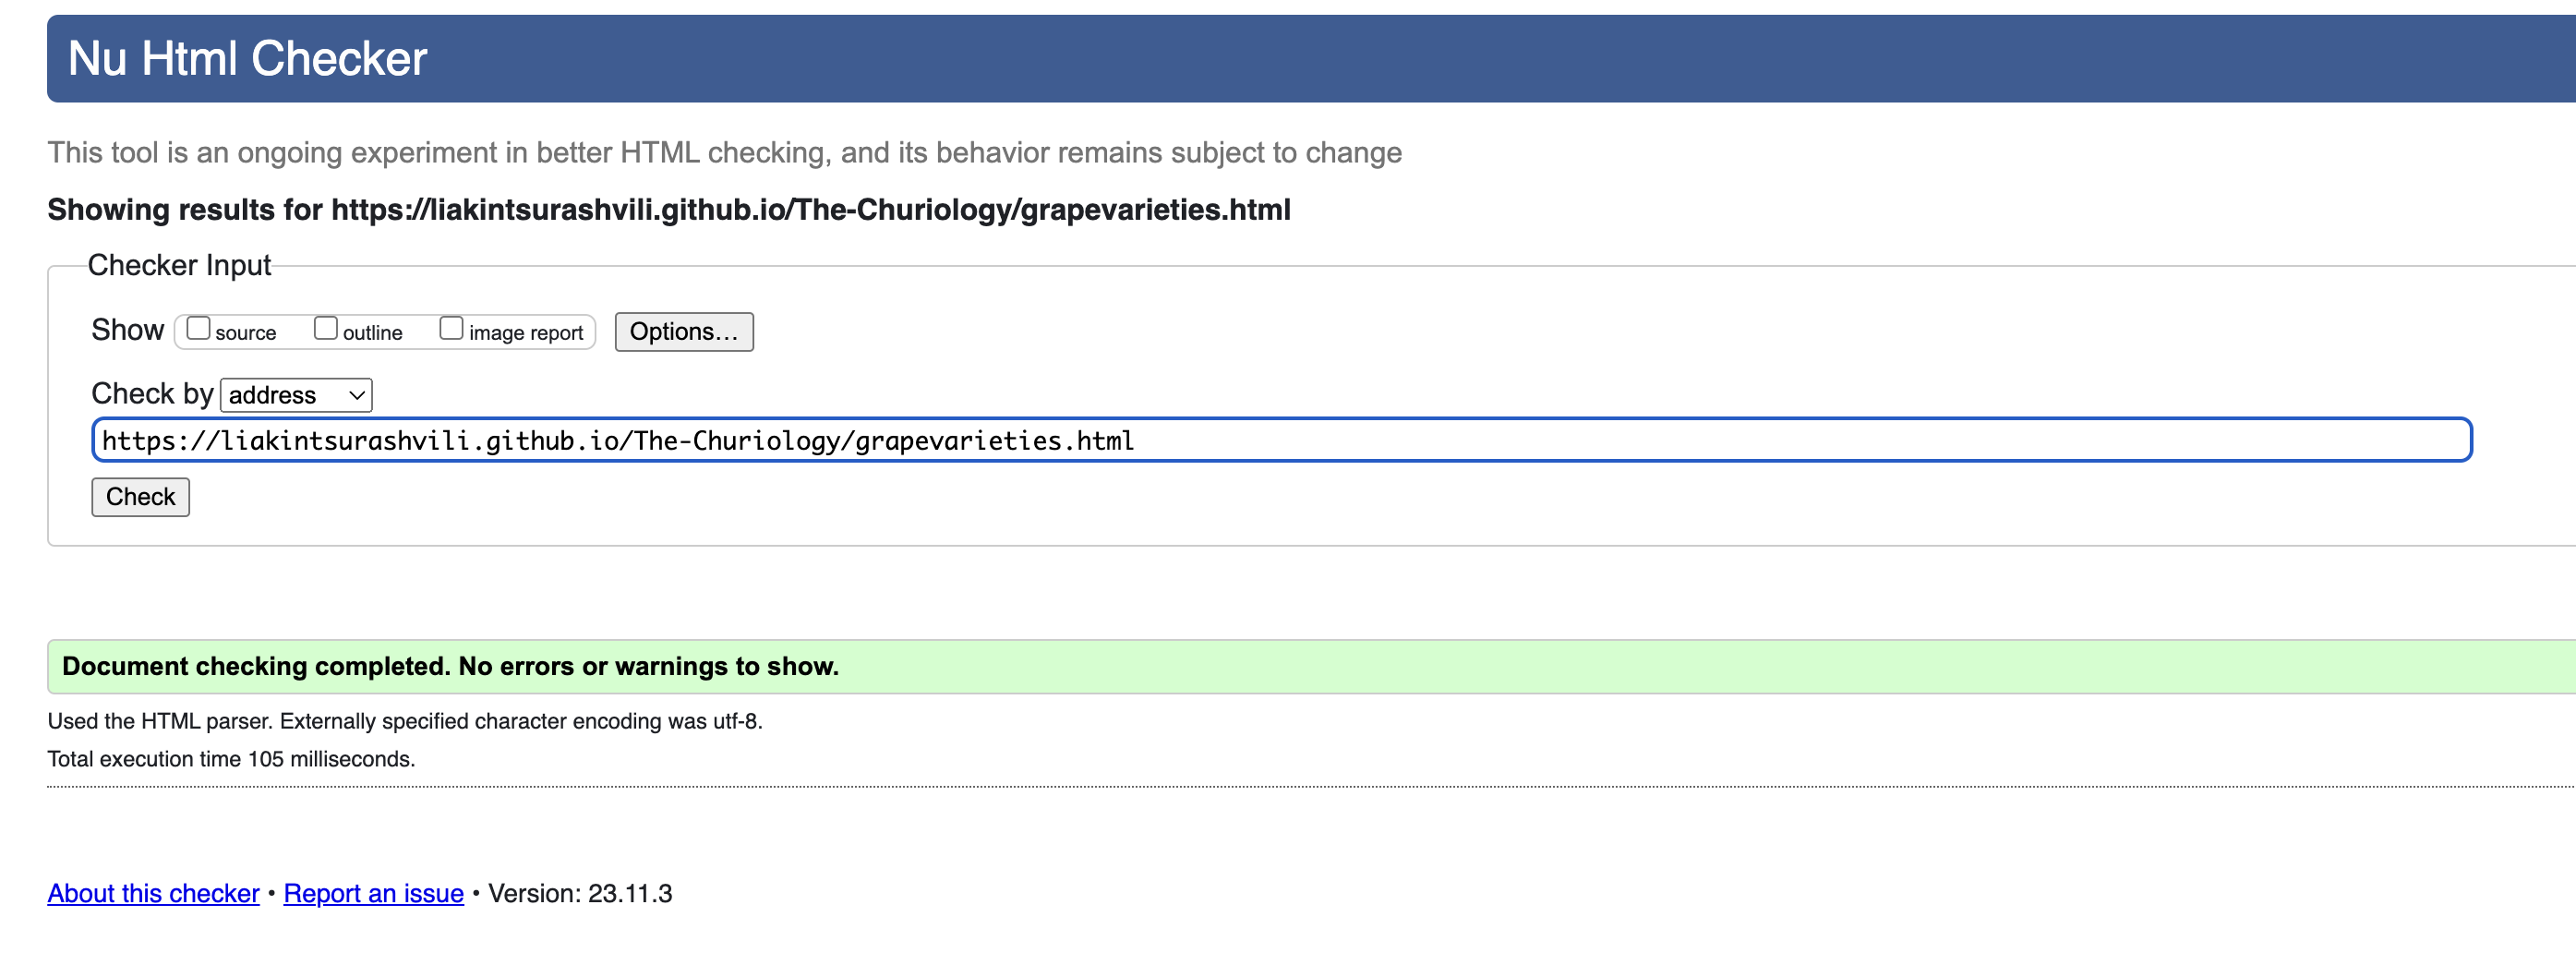 Nu Html Checker
This tool is an ongoing experiment in better HTML checking, and its behavior remains subject to change
Showing results for https://liakintsurashvili.github.io/The-Churiology/grapevarieties.html
Checker Input
Show source outline image report Options…
Check by address
https://liakintsurashvili.github.io/The-Churiology/grapevarieties.html
Check
Document checking completed. No errors or warnings to show.
Used the HTML parser. Externally specified character encoding was utf-8.
Total execution time 105 milliseconds.
About this checker • Report an issue • Version: 23.11.3